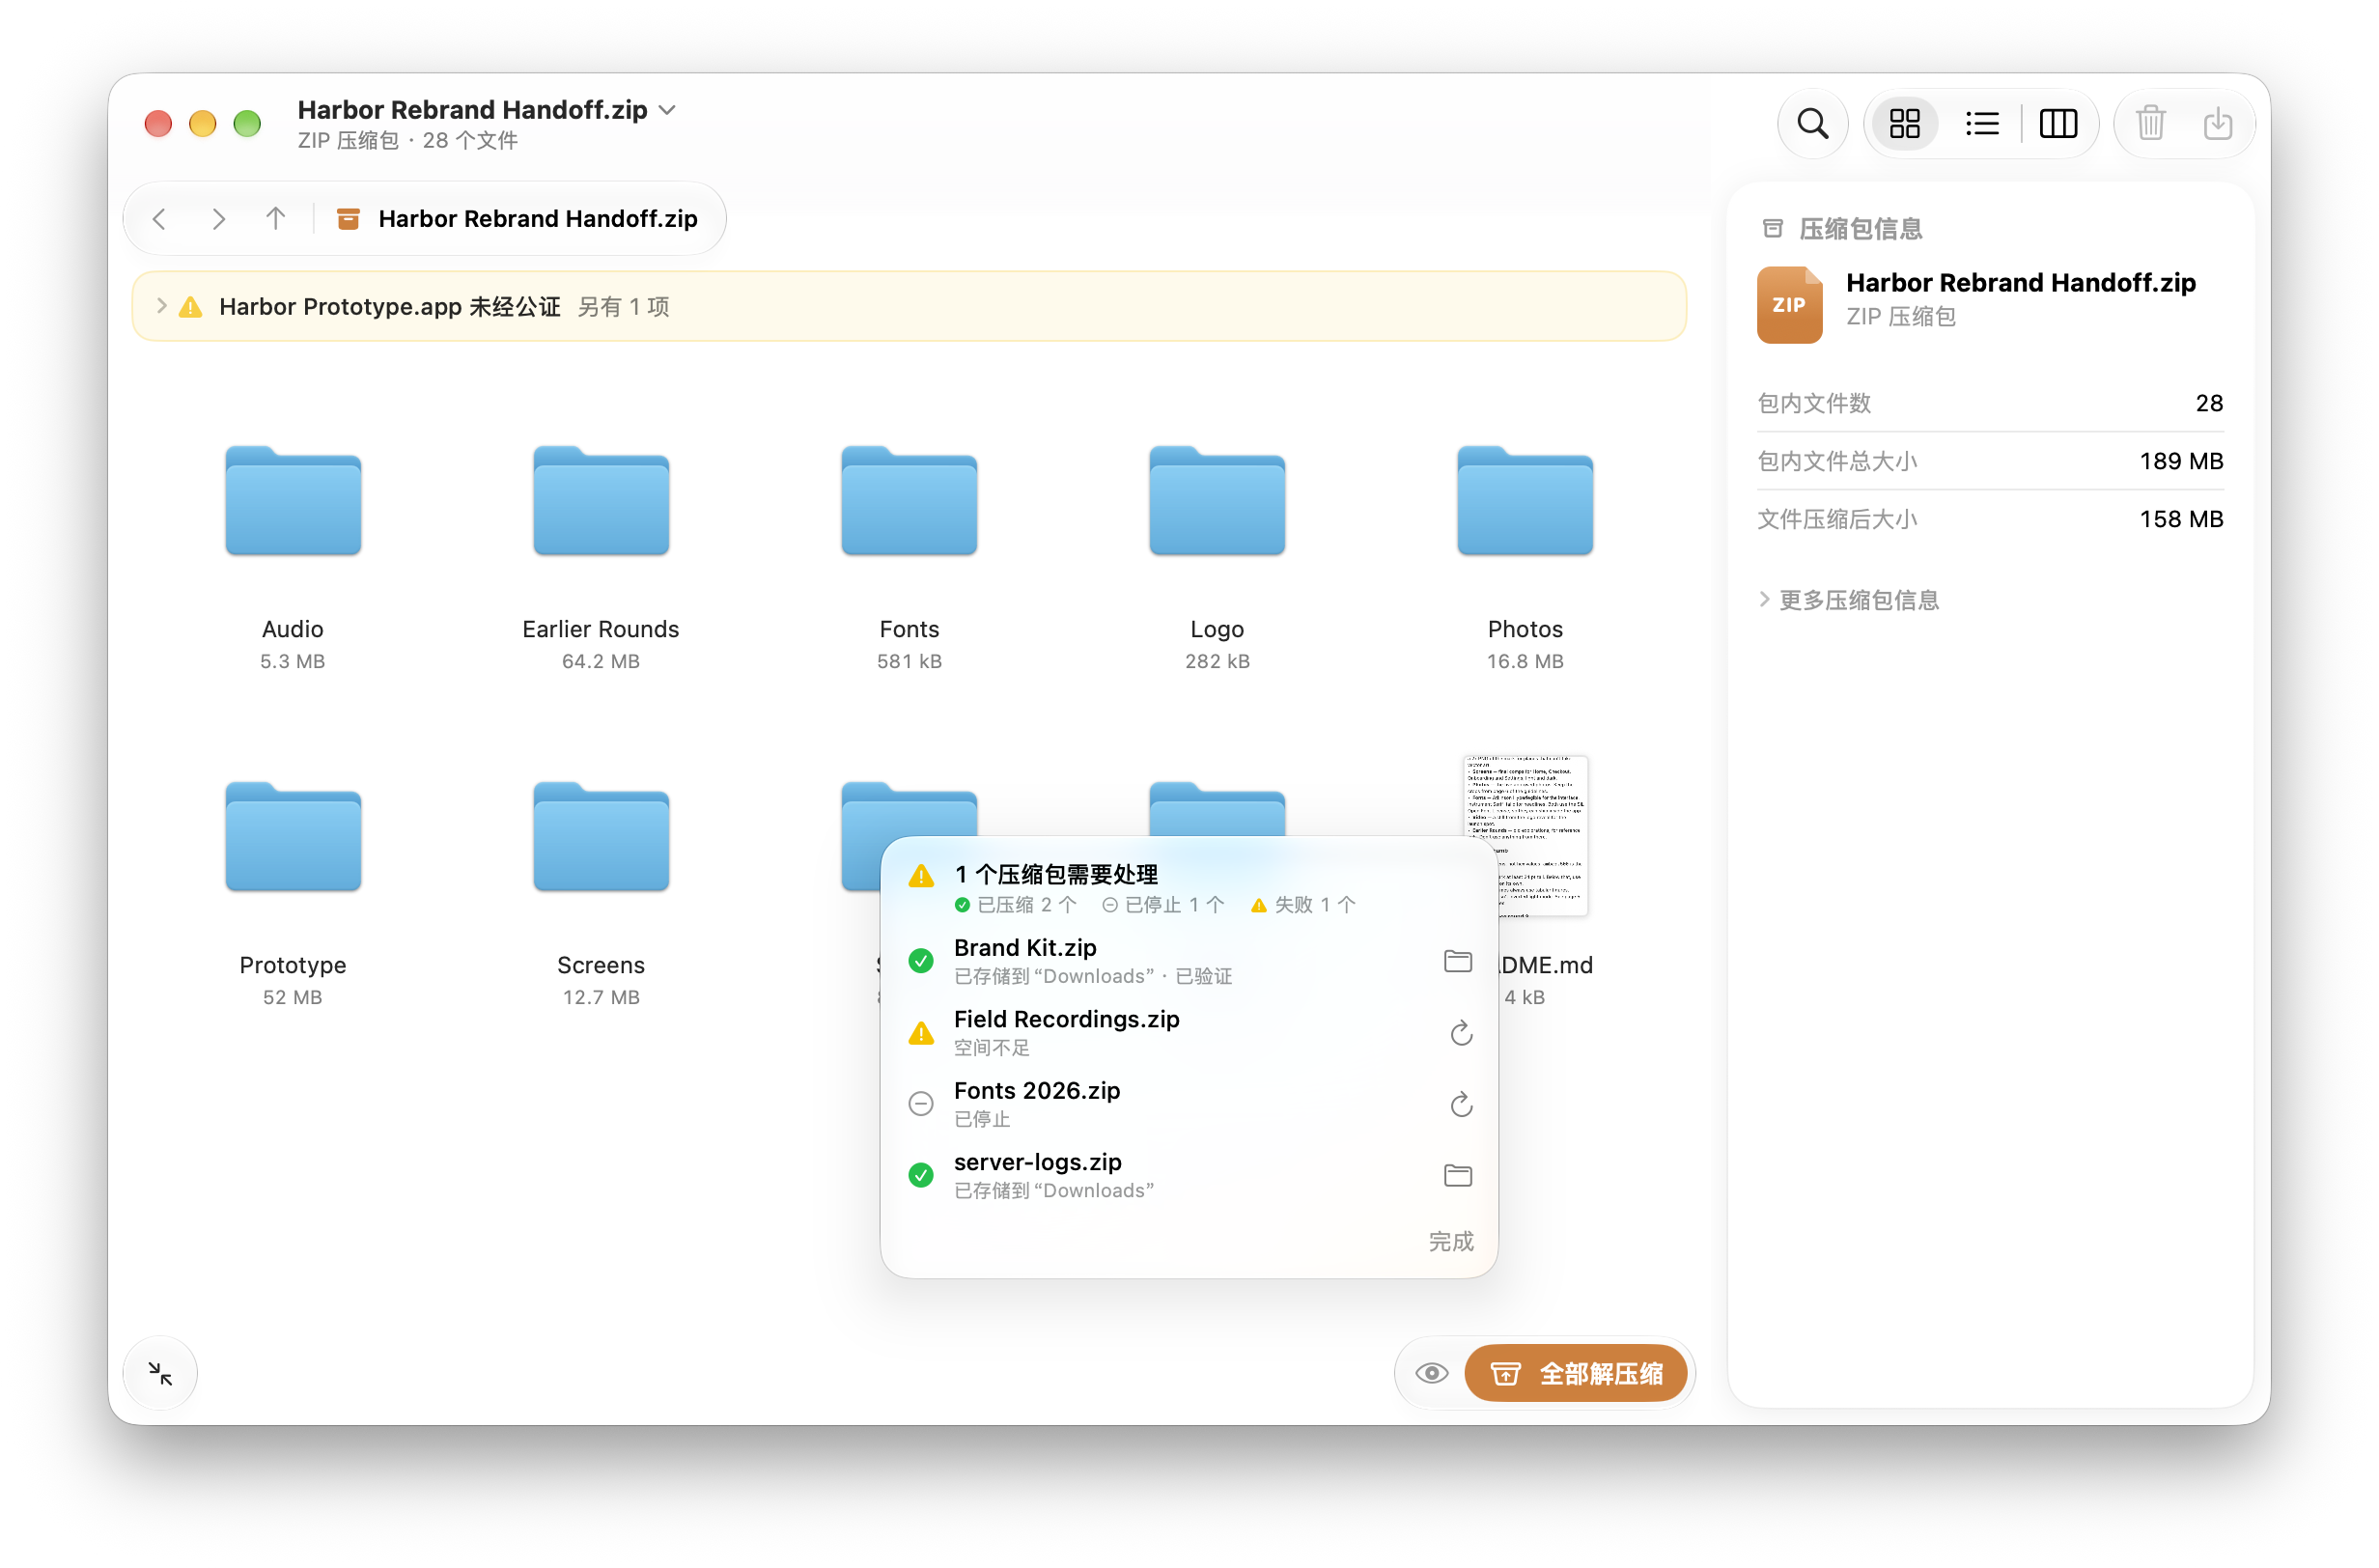 Harbor Rebrand Handoff.zip
ZIP 压缩包 · 28 个文件
Harbor Rebrand Handoff.zip
Harbor Prototype.app 未经公证 另有 1 项
Audio
5.3 MB
Earlier Rounds
64.2 MB
Fonts
581 kB
Logo
282 kB
Photos
16.8 MB
Prototype
52 MB
Screens
12.7 MB
DME.md
4 kB
1 个压缩包需要处理
已压缩 2 个 已停止 1 个 失败 1 个
Brand Kit.zip
已存储到“Downloads” · 已验证
Field Recordings.zip
空间不足
Fonts 2026.zip
已停止
server-logs.zip
已存储到“Downloads”
完成
全部解压缩
压缩包信息
ZIP
Harbor Rebrand Handoff.zip
ZIP 压缩包
包内文件数 28
包内文件总大小 189 MB
文件压缩后大小 158 MB
更多压缩包信息